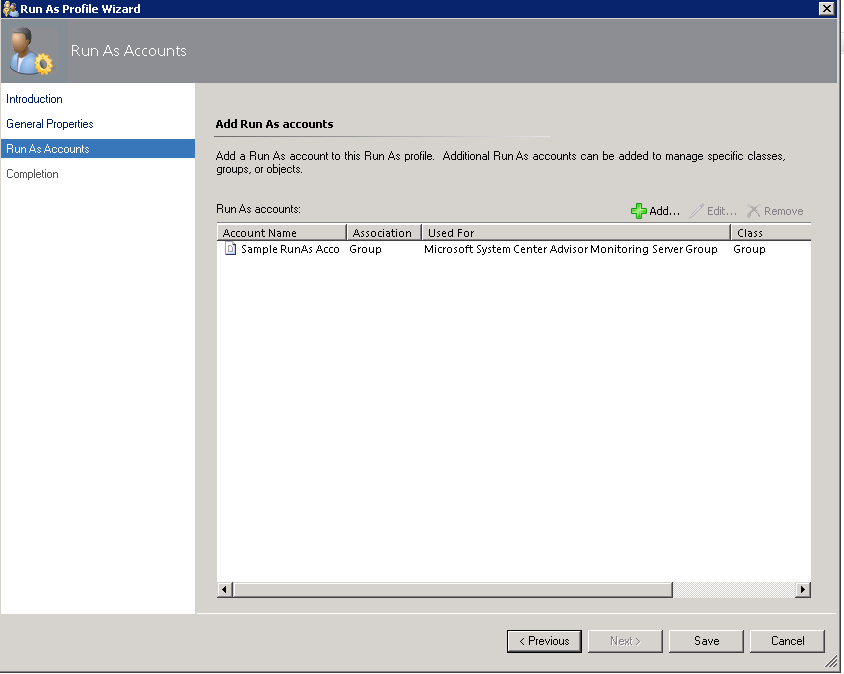 Run As Profile Wizard
Run As Accounts
Introduction
General Properties
Run As Accounts
Completion
Add Run As accounts
Add a Run As account to this Run As profile. Additional Run As accounts can be added to manage specific classes,
groups, or objects.
Run As accounts:
Add... Edit... Remove
Account Name Association Used For Class
Sample RunAs Acco Group Microsoft System Center Advisor Monitoring Server Group Group
< Previous Next > Save Cancel